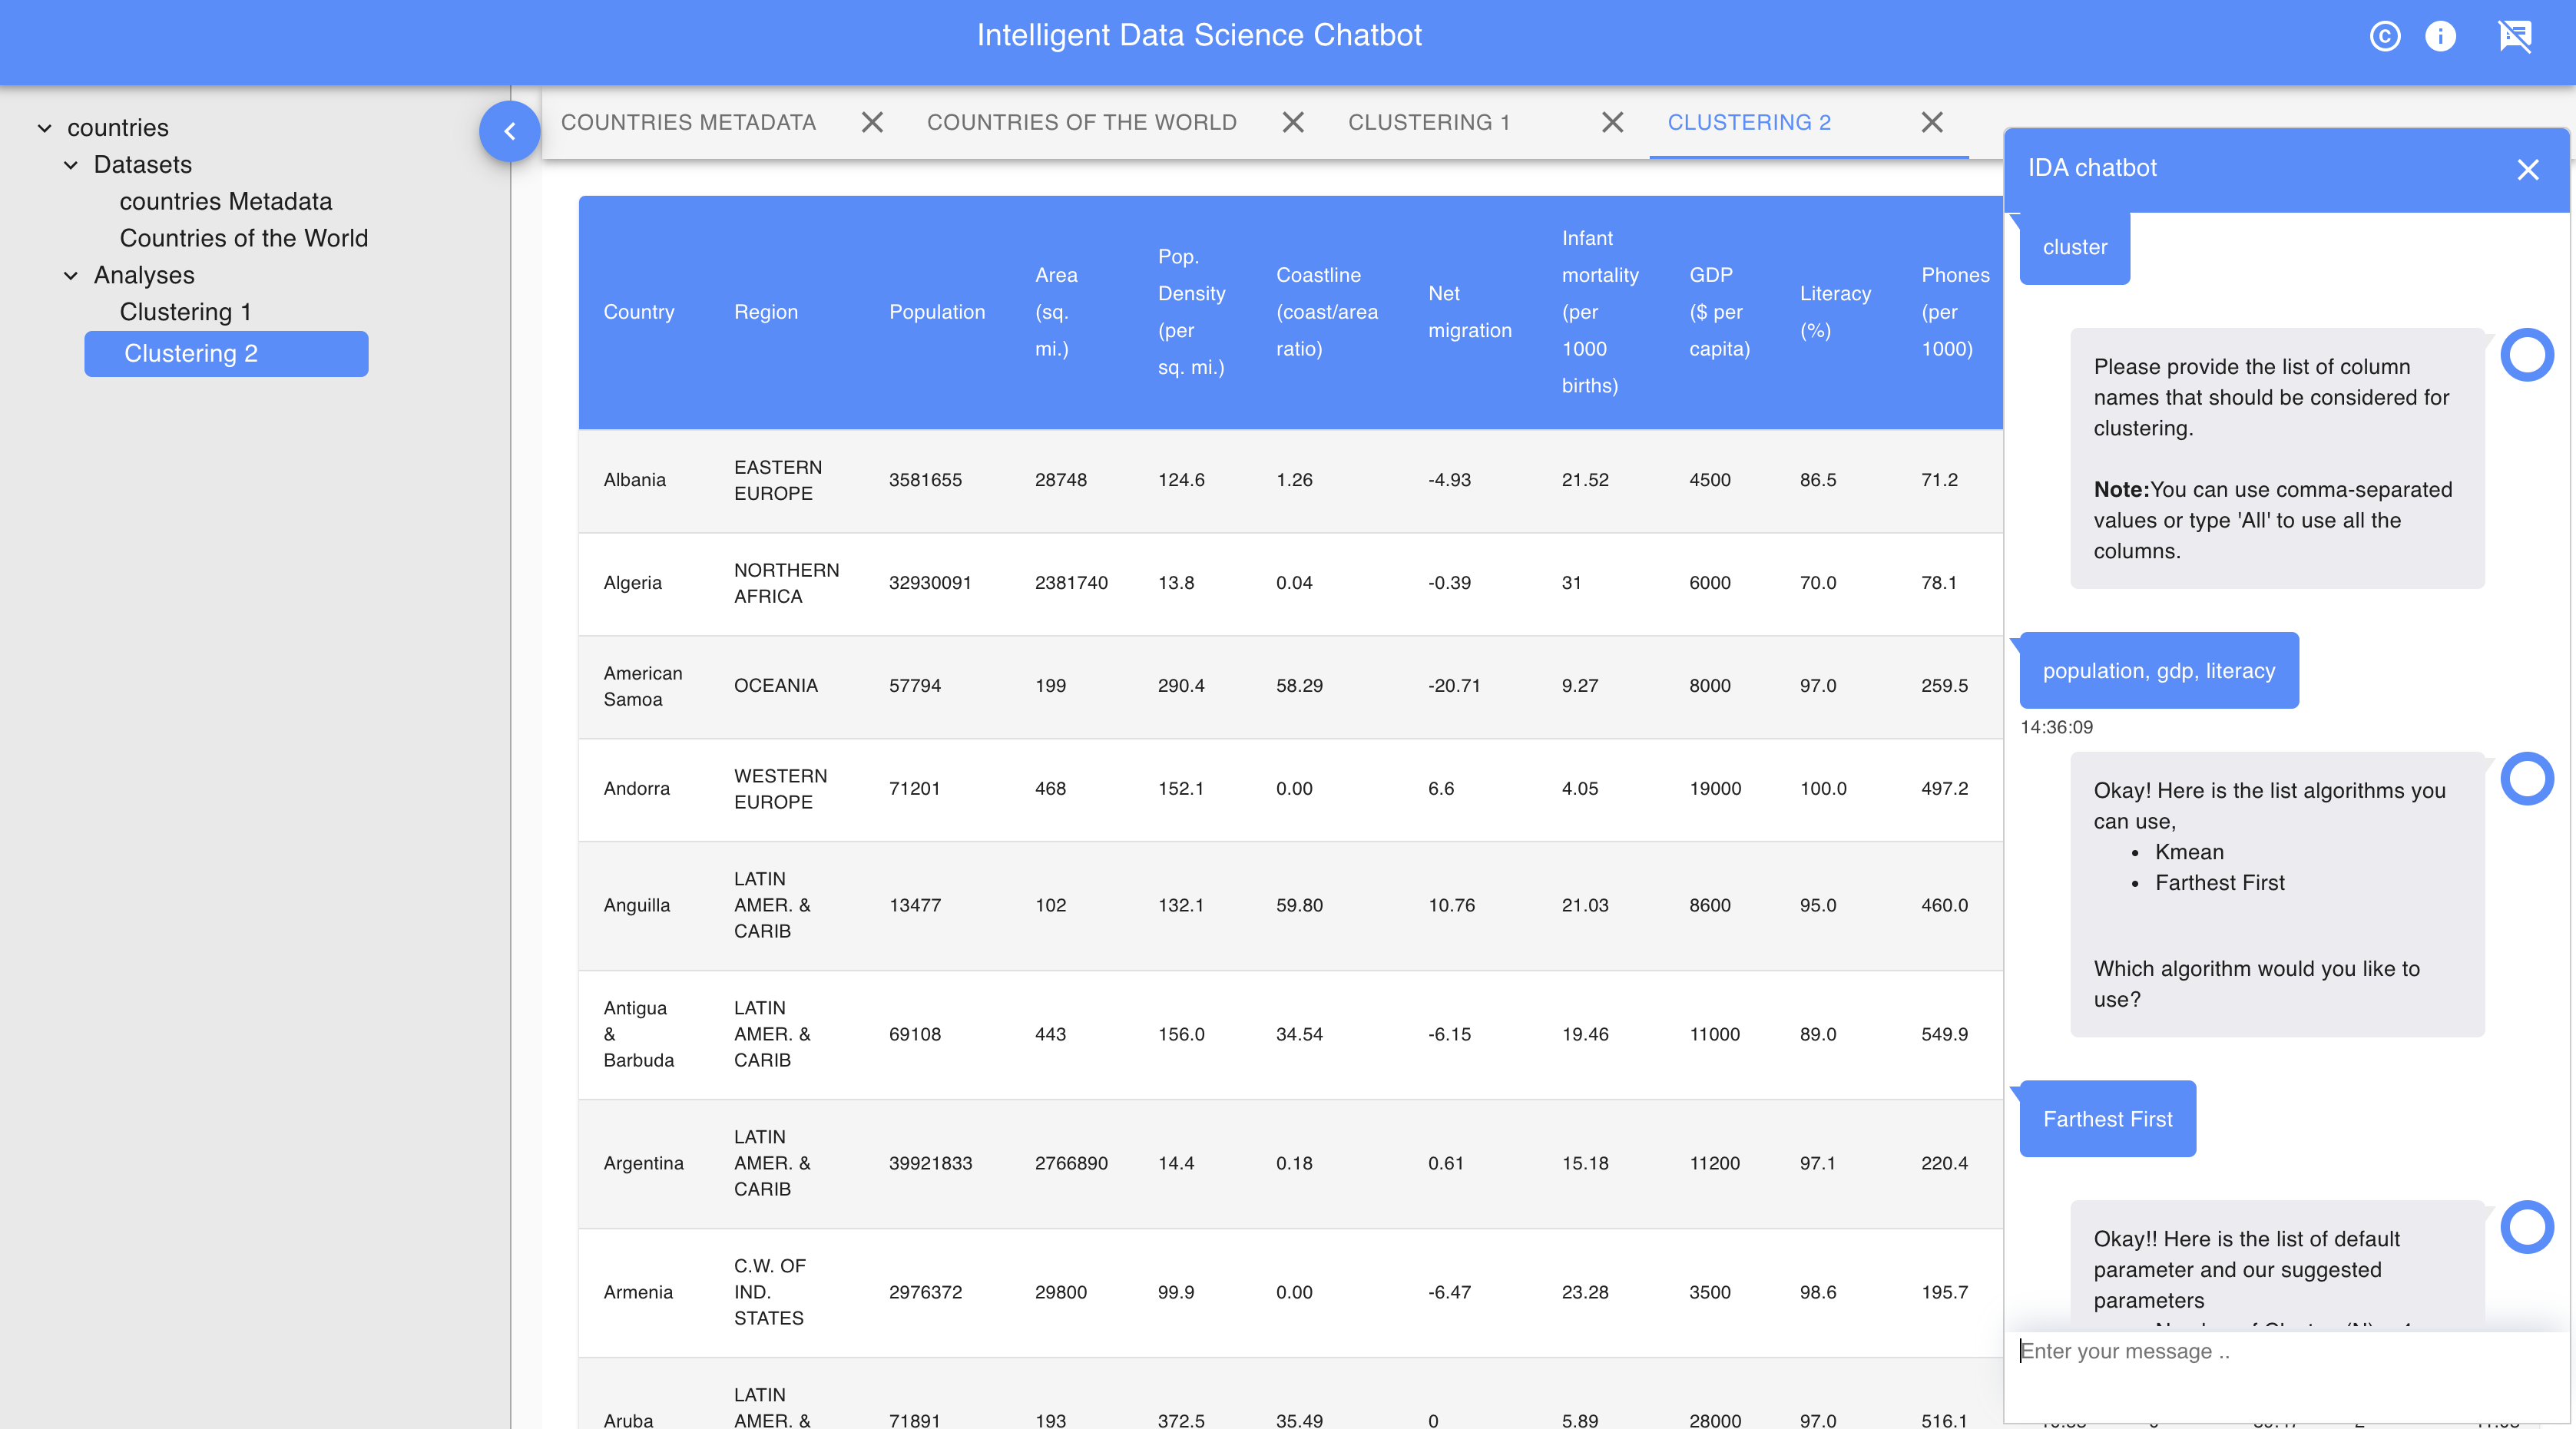 Intelligent Data Science Chatbot
countries
Datasets
countries Metadata
Countries of the World
Analyses
Clustering 1
Clustering 2
COUNTRIES METADATA
COUNTRIES OF THE WORLD
CLUSTERING 1
CLUSTERING 2
Country
Region
Population
Area
(sq.
mi.)
Pop.
Density
(per
sq. mi.)
Coastline
(coast/area
ratio)
Net
migration
Infant
mortality
(per
1000
births)
GDP
($ per
capita)
Literacy
(%)
Phones
(per
1000)
Albania
EASTERN
EUROPE
3581655
28748
124.6
1.26
-4.93
21.52
4500
86.5
71.2
Algeria
NORTHERN
AFRICA
32930091
2381740
13.8
0.04
-0.39
31
6000
70.0
78.1
American
Samoa
OCEANIA
57794
199
290.4
58.29
-20.71
9.27
8000
97.0
259.5
Andorra
WESTERN
EUROPE
71201
468
152.1
0.00
6.6
4.05
19000
100.0
497.2
Anguilla
LATIN
AMER. &
CARIB
13477
102
132.1
59.80
10.76
21.03
8600
95.0
460.0
Antigua
&
Barbuda
LATIN
AMER. &
CARIB
69108
443
156.0
34.54
-6.15
19.46
11000
89.0
549.9
Argentina
LATIN
AMER. &
CARIB
39921833
2766890
14.4
0.18
0.61
15.18
11200
97.1
220.4
Armenia
C.W. OF
IND.
STATES
2976372
29800
99.9
0.00
-6.47
23.28
3500
98.6
195.7
Aruba
LATIN
AMER. &
71891
193
372.5
35.49
0
5.89
28000
97.0
516.1
IDA chatbot
cluster
Please provide the list of column
names that should be considered for
clustering.
Note:You can use comma-separated
values or type 'All' to use all the
columns.
population, gdp, literacy
14:36:09
Okay! Here is the list algorithms you
can use,
• Kmean
• Farthest First
Which algorithm would you like to
use?
Farthest First
Okay!! Here is the list of default
parameter and our suggested
parameters
Enter your message ..